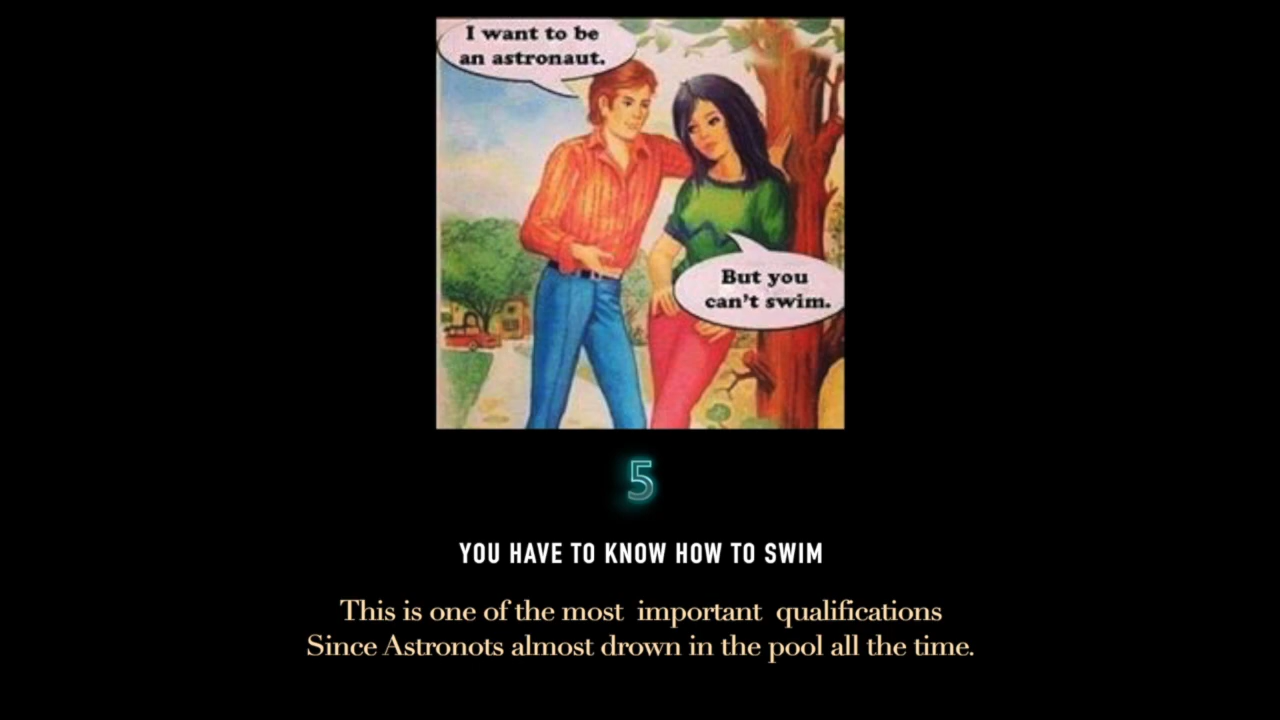 I want to be
an astronaut.
But you
can't swim.
5
YOU HAVE TO KNOW HOW TO SWIM
This is one of the most important qualifications
Since Astronots almost drown in the pool all the time.